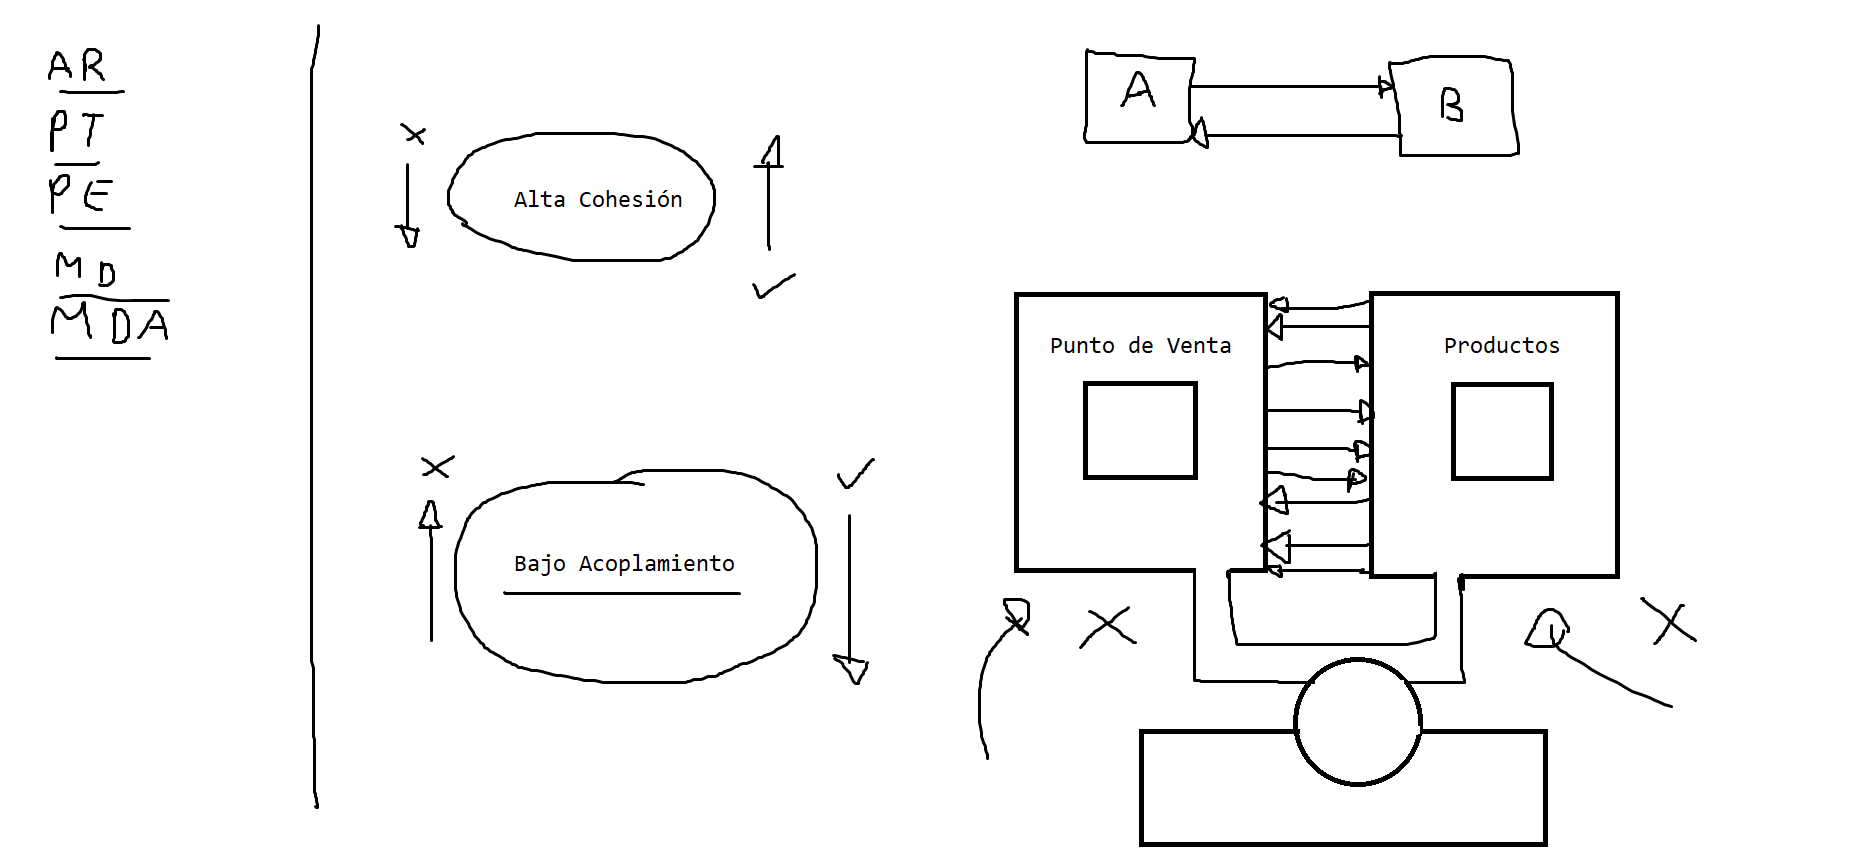 AR
PT
PE
MD
MDA
Alta Cohesión
Bajo Acoplamiento
A
B
Punto de Venta
Productos